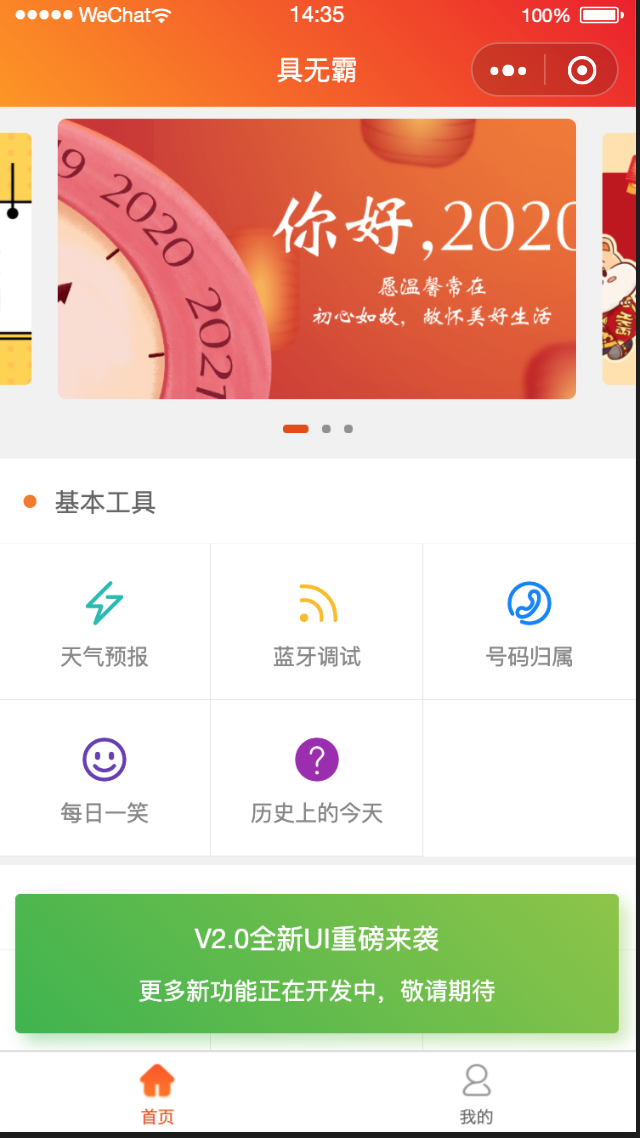 WeChat 14:35 100%
具无霸
19 2020 2021
你好,2020
愿温馨常在
初心如故，敞怀美好生活
基本工具
天气预报 蓝牙调试 号码归属
每日一笑 历史上的今天
V2.0全新UI重磅来袭
更多新功能正在开发中，敬请期待
首页 我的